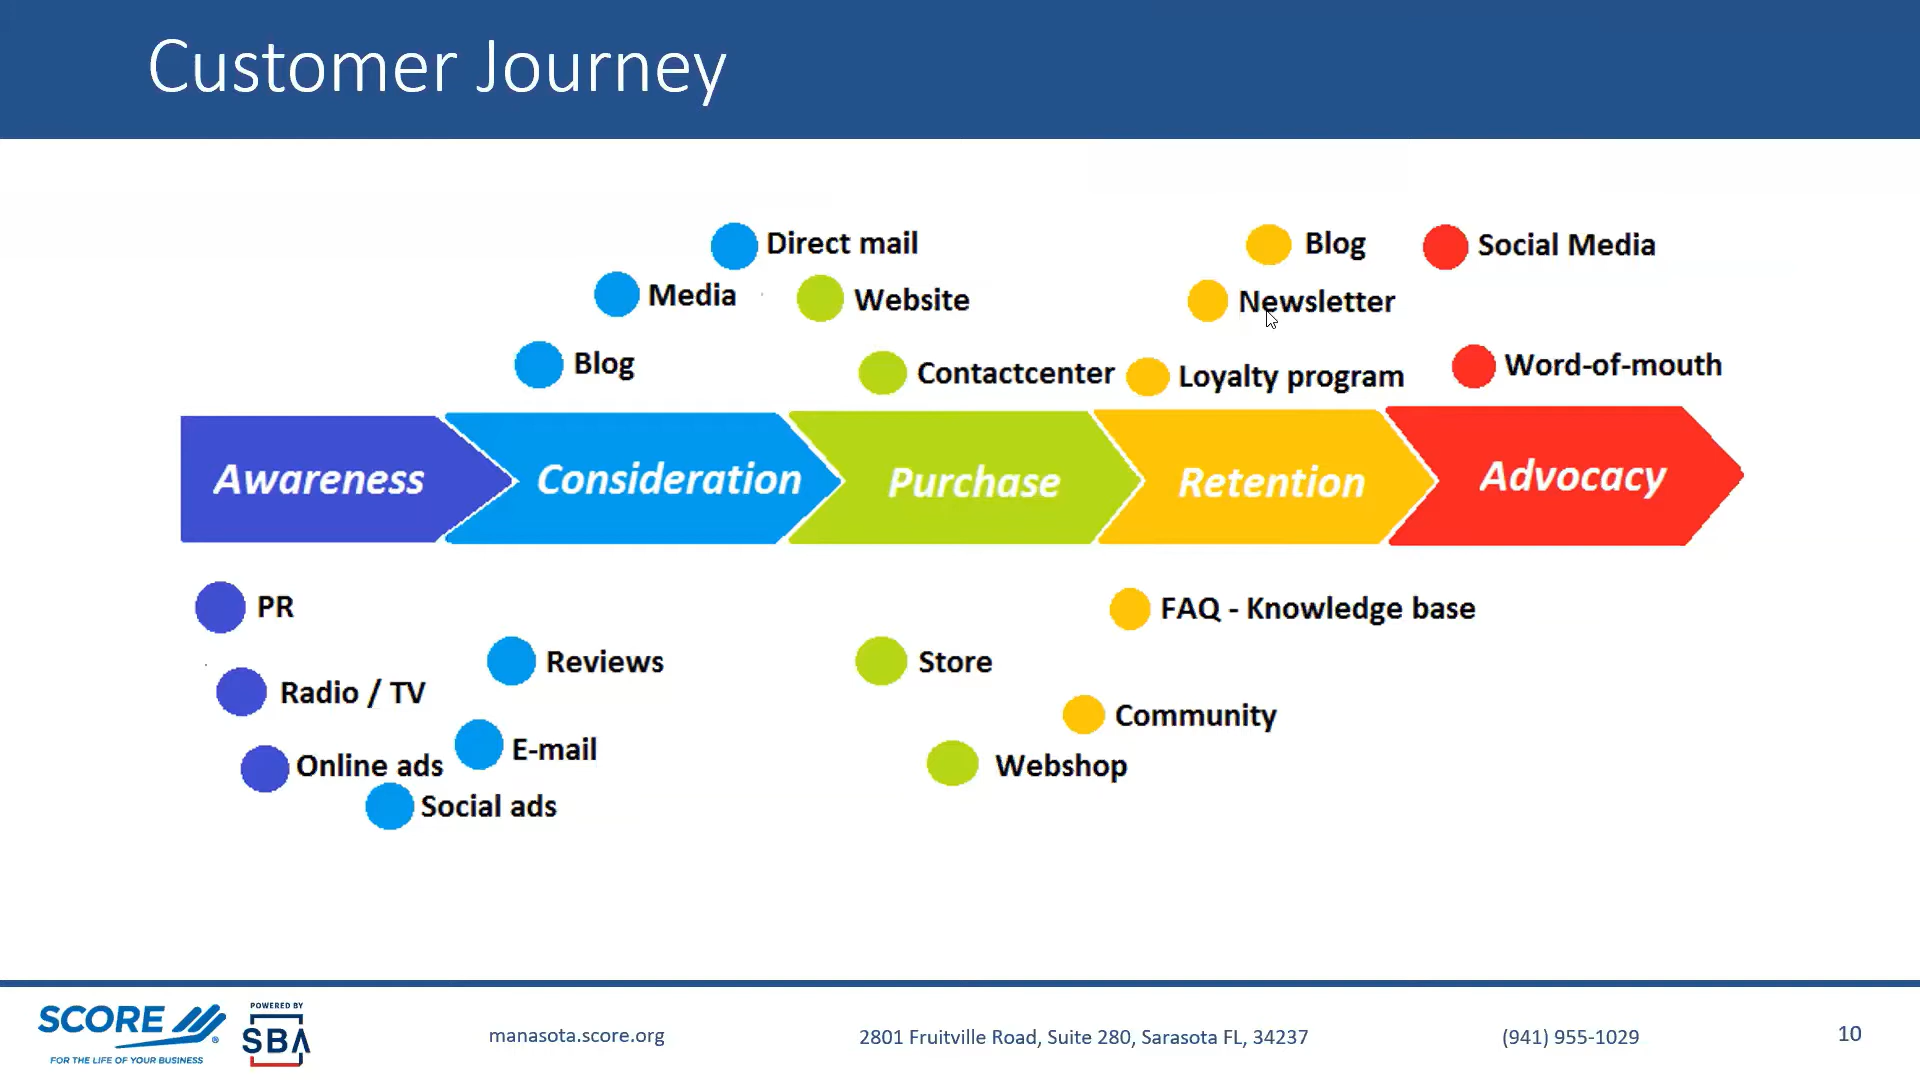 Customer Journey
Direct mail
Blog
Social Media
Media
Website
Newsletter
Blog
Contactcenter
Loyalty program
Word-of-mouth
Awareness
Consideration
Purchase
Retention
Advocacy
PR
FAQ - Knowledge base
Reviews
Store
Radio / TV
Community
E-mail
Online ads
Webshop
Social ads
SCORE
FOR THE LIFE OF YOUR BUSINESS
POWERED BY
SBA
manasota.score.org
2801 Fruitville Road, Suite 280, Sarasota FL, 34237
(941) 955-1029
10